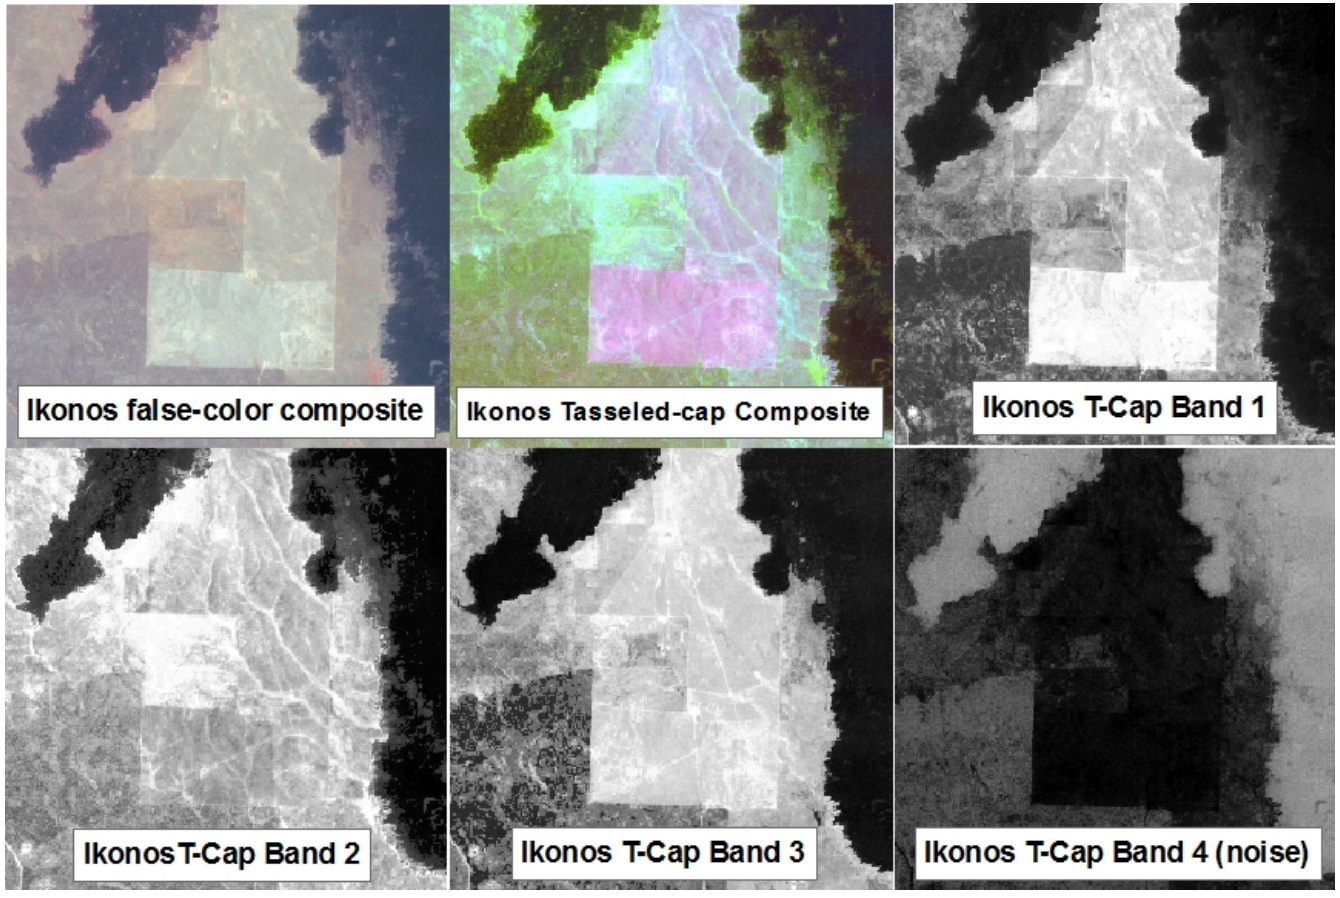 Ikonos false-color composite
Ikonos Tasseled-cap Composite
Ikonos T-Cap Band 1
IkonosT-Cap Band 2
Ikonos T-Cap Band 3
Ikonos T-Cap Band 4 (noise)